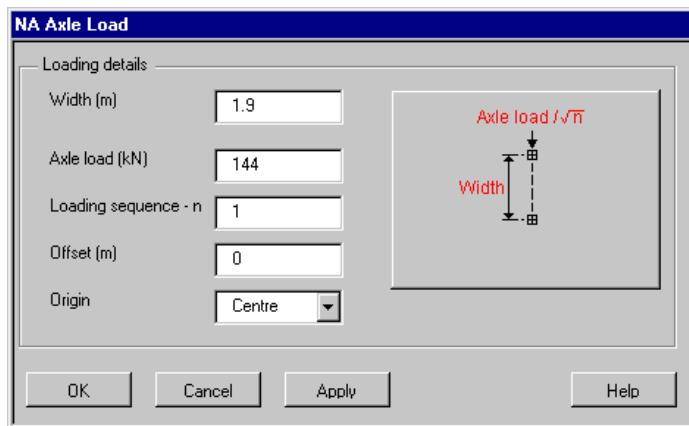 NA Axle Load
Loading details
Width (m)
1.9
Axle load (kN)
144
Loading sequence - n
1
Offset (m)
0
Origin
Centre
Axle load /√n
Width
OK
Cancel
Apply
Help